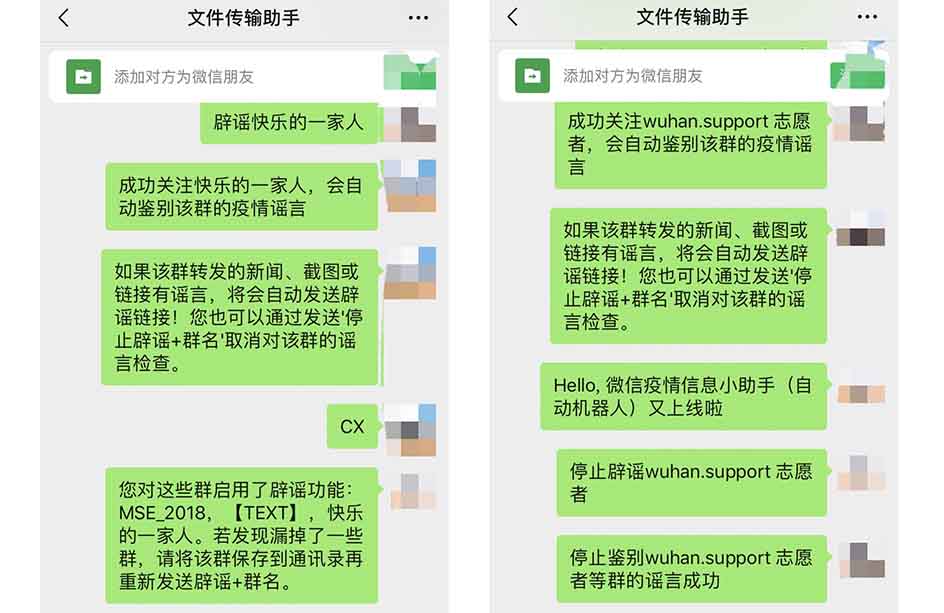 文件传输助手
添加对方为微信朋友
辟谣快乐的一家人
成功关注快乐的一家人，会自
动鉴别该群的疫情谣言
如果该群转发的新闻、截图或
链接有谣言，将会自动发送辟
谣链接！您也可以通过发送'停
止辟谣+群名'取消对该群的谣
言检查。
CX
您对这些群启用了辟谣功能：
MSE_2018，【TEXT】，快乐
的一家人。若发现漏掉了一些
群，请将该群保存到通讯录再
重新发送辟谣+群名。
文件传输助手
添加对方为微信朋友
成功关注wuhan.support 志愿
者，会自动鉴别该群的疫情谣
言
如果该群转发的新闻、截图或
链接有谣言，将会自动发送辟
谣链接！您也可以通过发送'停
止辟谣+群名'取消对该群的谣
言检查。
Hello, 微信疫情信息小助手（自
动机器人）又上线啦
停止辟谣wuhan.support 志愿
者
停止鉴别wuhan.support 志愿
者等群的谣言成功